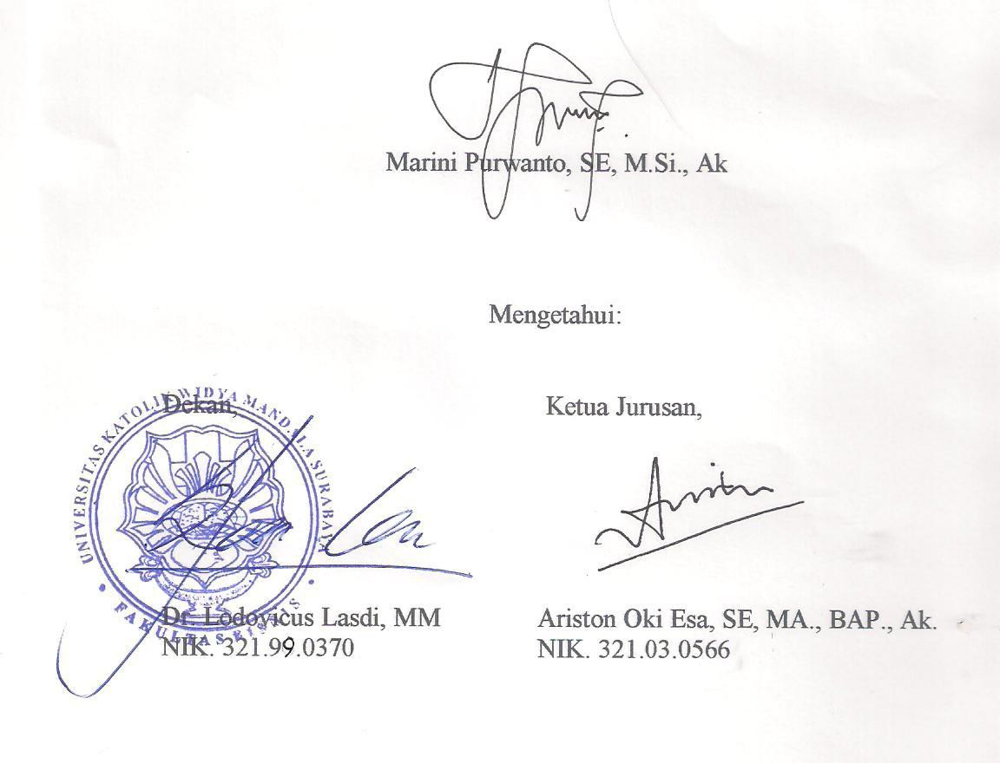 Marini Purwanto, SE, M.Si., Ak
Mengetahui:
Dekan,
Ketua Jurusan,
UNIVERSITAS KATOLIK WIDYA MANDALA SURABAYA
FAKULTAS BISNIS
Ariston
Dr. Lodovicus Lasdi, MM
NIK. 321.99.0370
Ariston Oki Esa, SE, MA., BAP., Ak.
NIK. 321.03.0566